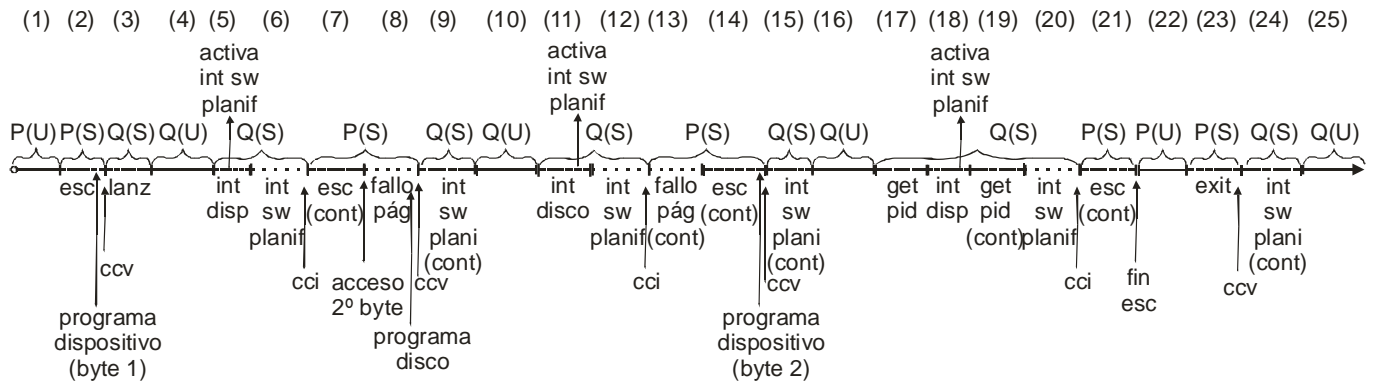 (1) (2) (3) (4) (5) (6) (7) (8) (9) (10) (11) (12) (13) (14) (15) (16) (17) (18) (19) (20) (21) (22) (23) (24) (25)
activa activa activa
int sw int sw int sw
planif planif planif
P(U) P(S) Q(S) Q(U) Q(S) P(S) Q(S) Q(U) Q(S) P(S) Q(S) Q(U) Q(S) P(S) P(U) P(S) Q(S) Q(U)
esc lanz int int esc fallo int int int fallo esc int get int get int esc exit int
disp sw (cont) pág sw disco sw pág (cont) sw pid disp pid sw (cont) sw
planif plani planif (cont) plani (cont) planif plani
(cont) (cont) (cont)
ccv cci acceso ccv cci ccv cci fin ccv
2º byte esc
programa programa programa
dispositivo disco dispositivo
(byte 1) (byte 2)